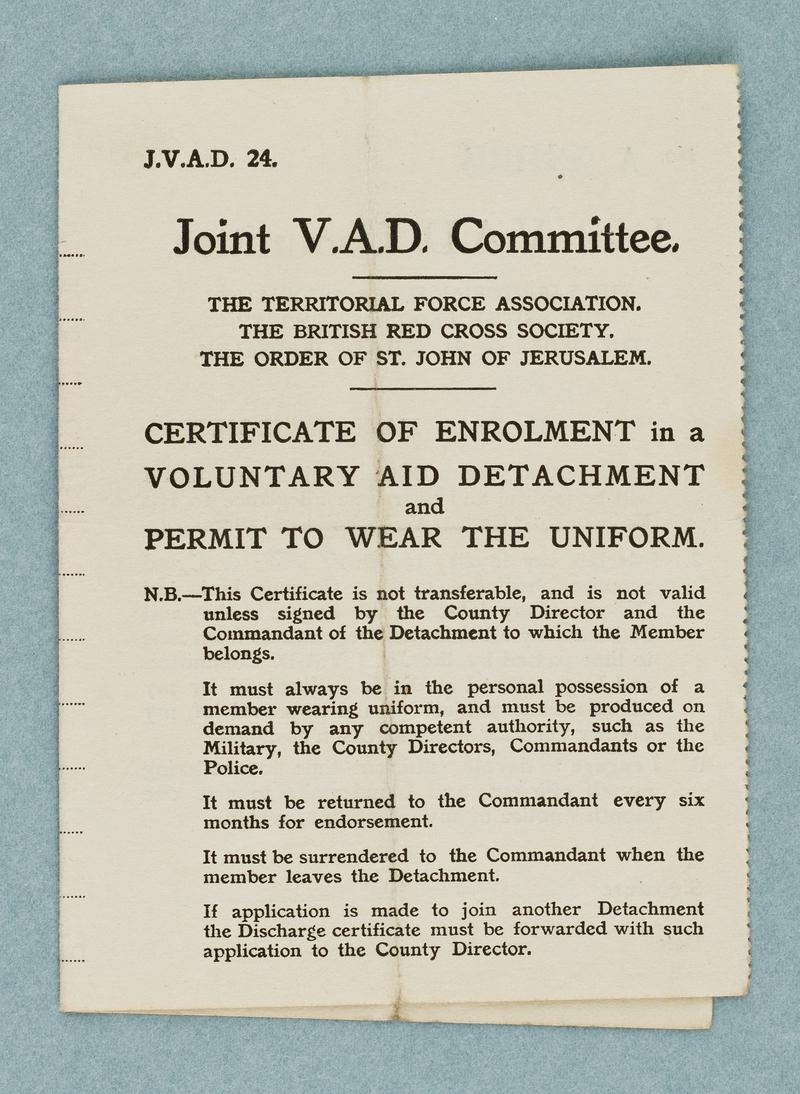 J.V.A.D. 24.
Joint V.A.D. Committee.
THE TERRITORIAL FORCE ASSOCIATION.
THE BRITISH RED CROSS SOCIETY.
THE ORDER OF ST. JOHN OF JERUSALEM.
CERTIFICATE OF ENROLMENT in a
VOLUNTARY AID DETACHMENT
and
PERMIT TO WEAR THE UNIFORM.
N.B.—This Certificate is not transferable, and is not valid
unless signed by the County Director and the
Commandant of the Detachment to which the Member
belongs.
It must always be in the personal possession of a
member wearing uniform, and must be produced on
demand by any competent authority, such as the
Military, the County Directors, Commandants or the
Police.
It must be returned to the Commandant every six
months for endorsement.
It must be surrendered to the Commandant when the
member leaves the Detachment.
If application is made to join another Detachment
the Discharge certificate must be forwarded with such
application to the County Director.